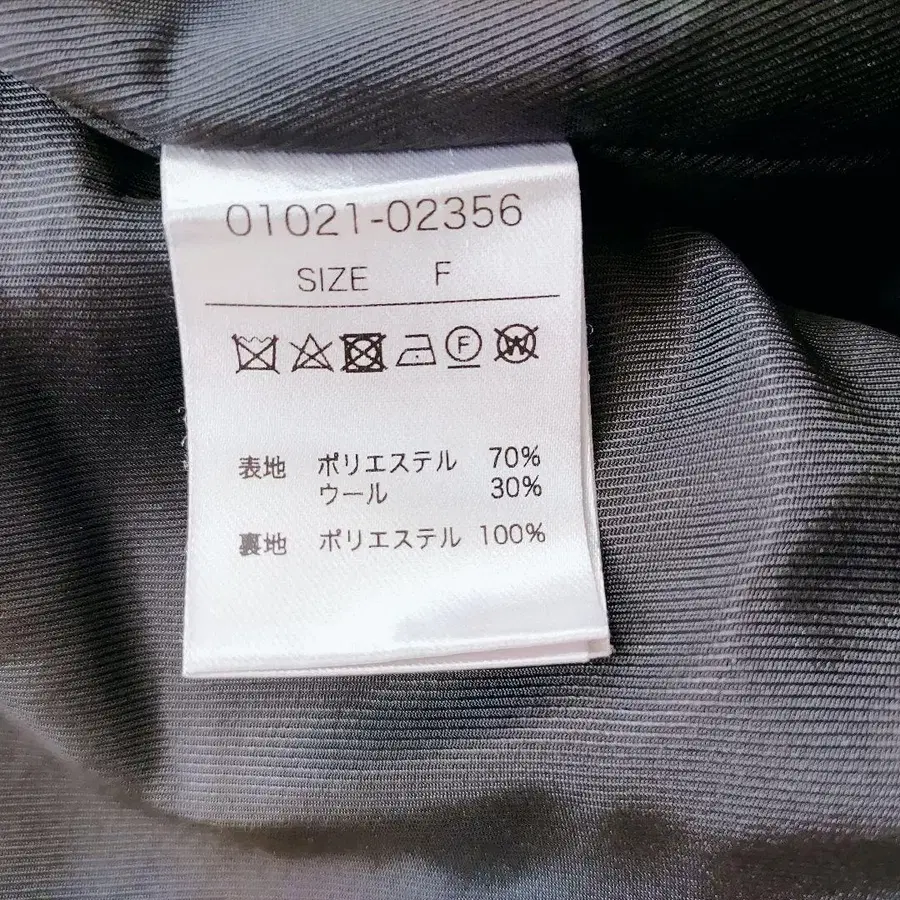 01021-02356
SIZE F
F W
表地 ポリエステル 70%
ウール 30%
裏地 ポリエステル 100%